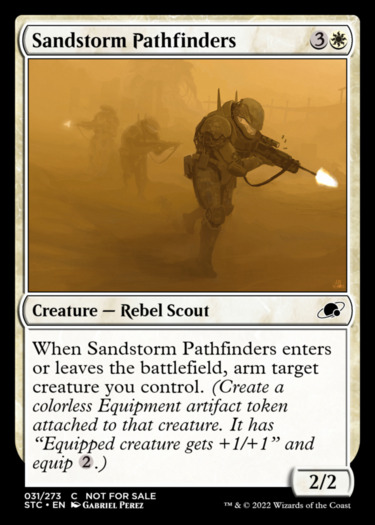 Sandstorm Pathfinders 3
Creature — Rebel Scout
When Sandstorm Pathfinders enters
or leaves the battlefield, arm target
creature you control. (Create a
colorless Equipment artifact token
attached to that creature. It has
“Equipped creature gets +1/+1” and
equip 2.)
2/2
031/273 C NOT FOR SALE
STC • EN Gabriel Perez
™ & © 2022 Wizards of the Coast